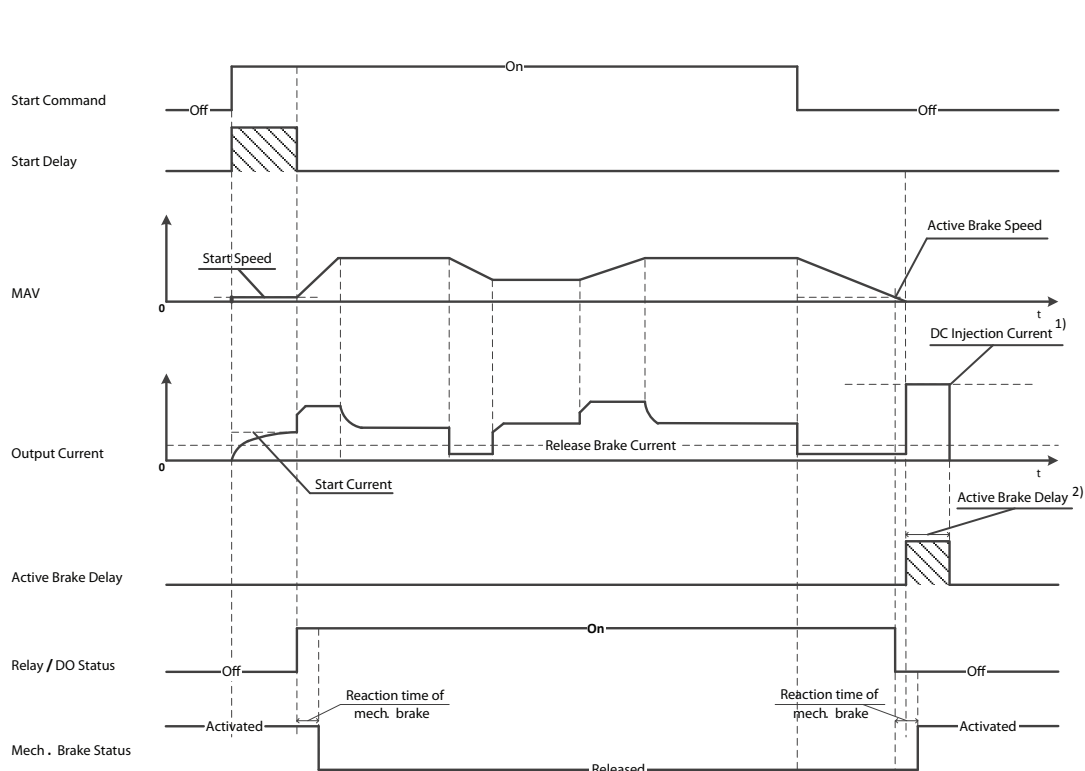 On
Start Command
Off
Off
Start Delay
Active Brake Speed
Start Speed
MAV
0
t
DC Injection Current 1)
Release Brake Current
Output Current
0
t
Start Current
Active Brake Delay 2)
Active Brake Delay
On
Relay / DO Status
Off
Off
Reaction time of
mech. brake
Reaction time of
mech. brake
Activated
Activated
Mech . Brake Status
Released